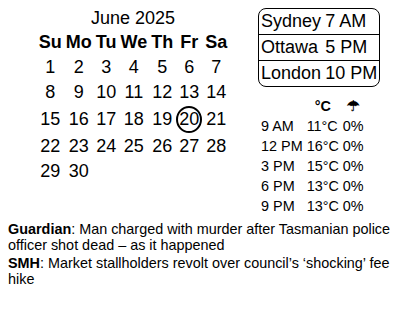 June 2025
Su Mo Tu We Th Fr Sa
1 2 3 4 5 6 7
8 9 10 11 12 13 14
15 16 17 18 19 20 21
22 23 24 25 26 27 28
29 30
Sydney 7 AM
Ottawa 5 PM
London 10 PM
°C ☂
9 AM 11°C 0%
12 PM 16°C 0%
3 PM 15°C 0%
6 PM 13°C 0%
9 PM 13°C 0%
Guardian: Man charged with murder after Tasmanian police
officer shot dead – as it happened
SMH: Market stallholders revolt over council’s ‘shocking’ fee
hike